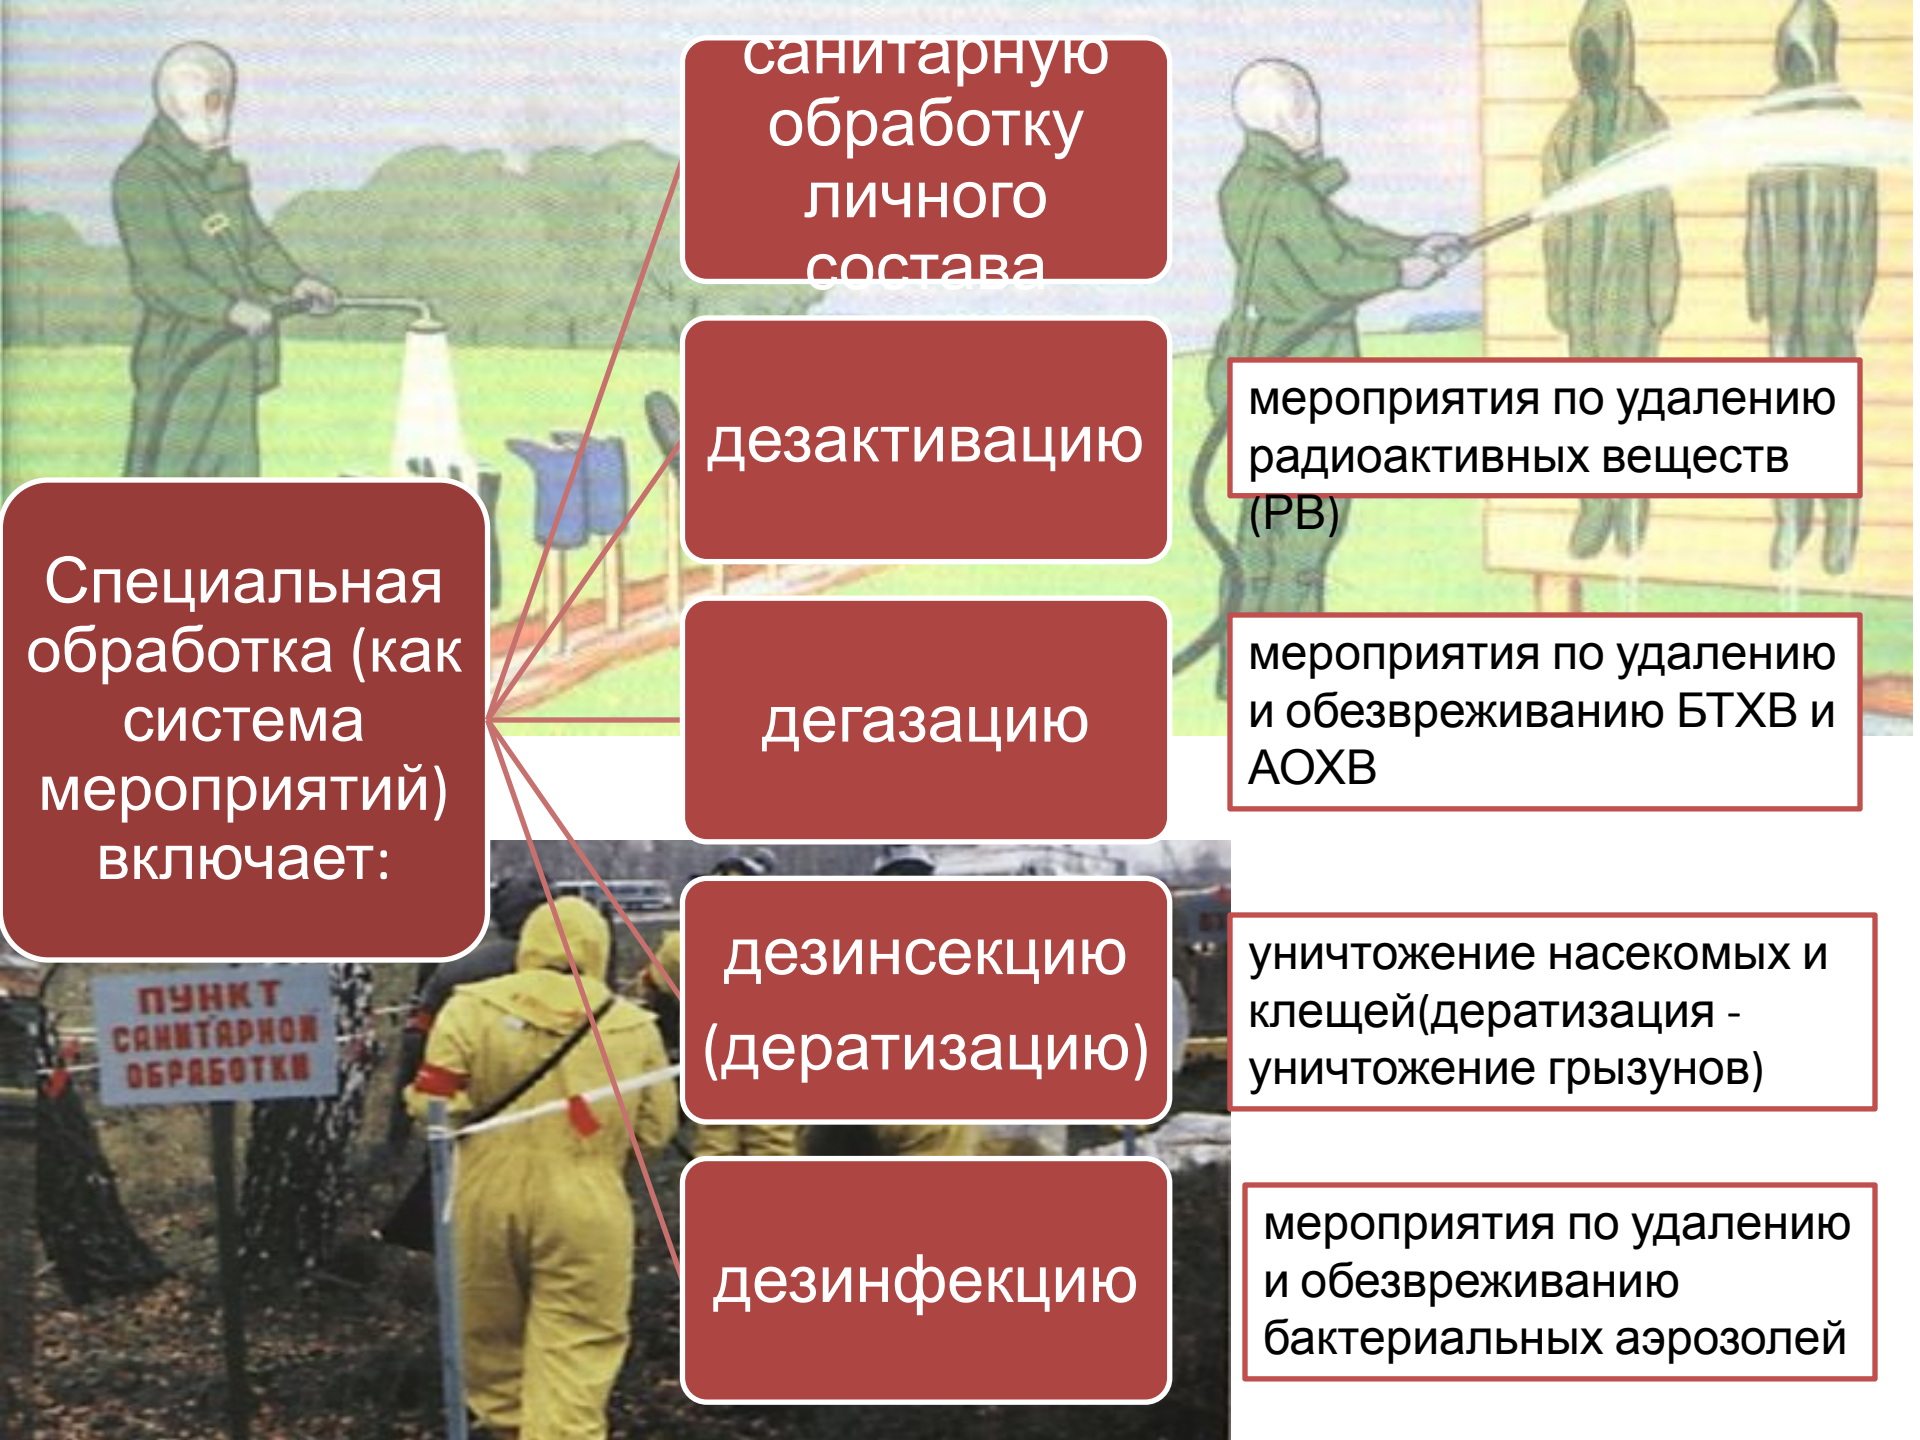 санитарную
обработку
личного
состава
дезактивацию
мероприятия по удалению
радиоактивных веществ
(РВ)
Специальная
обработка (как
система
мероприятий)
включает:
дегазацию
мероприятия по удалению
и обезвреживанию БТХВ и
АОХВ
дезинсекцию
(дератизацию)
уничтожение насекомых и
клещей(дератизация -
уничтожение грызунов)
ПУНКТ
САНИТАРНОЙ
ОБРАБОТКИ
дезинфекцию
мероприятия по удалению
и обезвреживанию
бактериальных аэрозолей